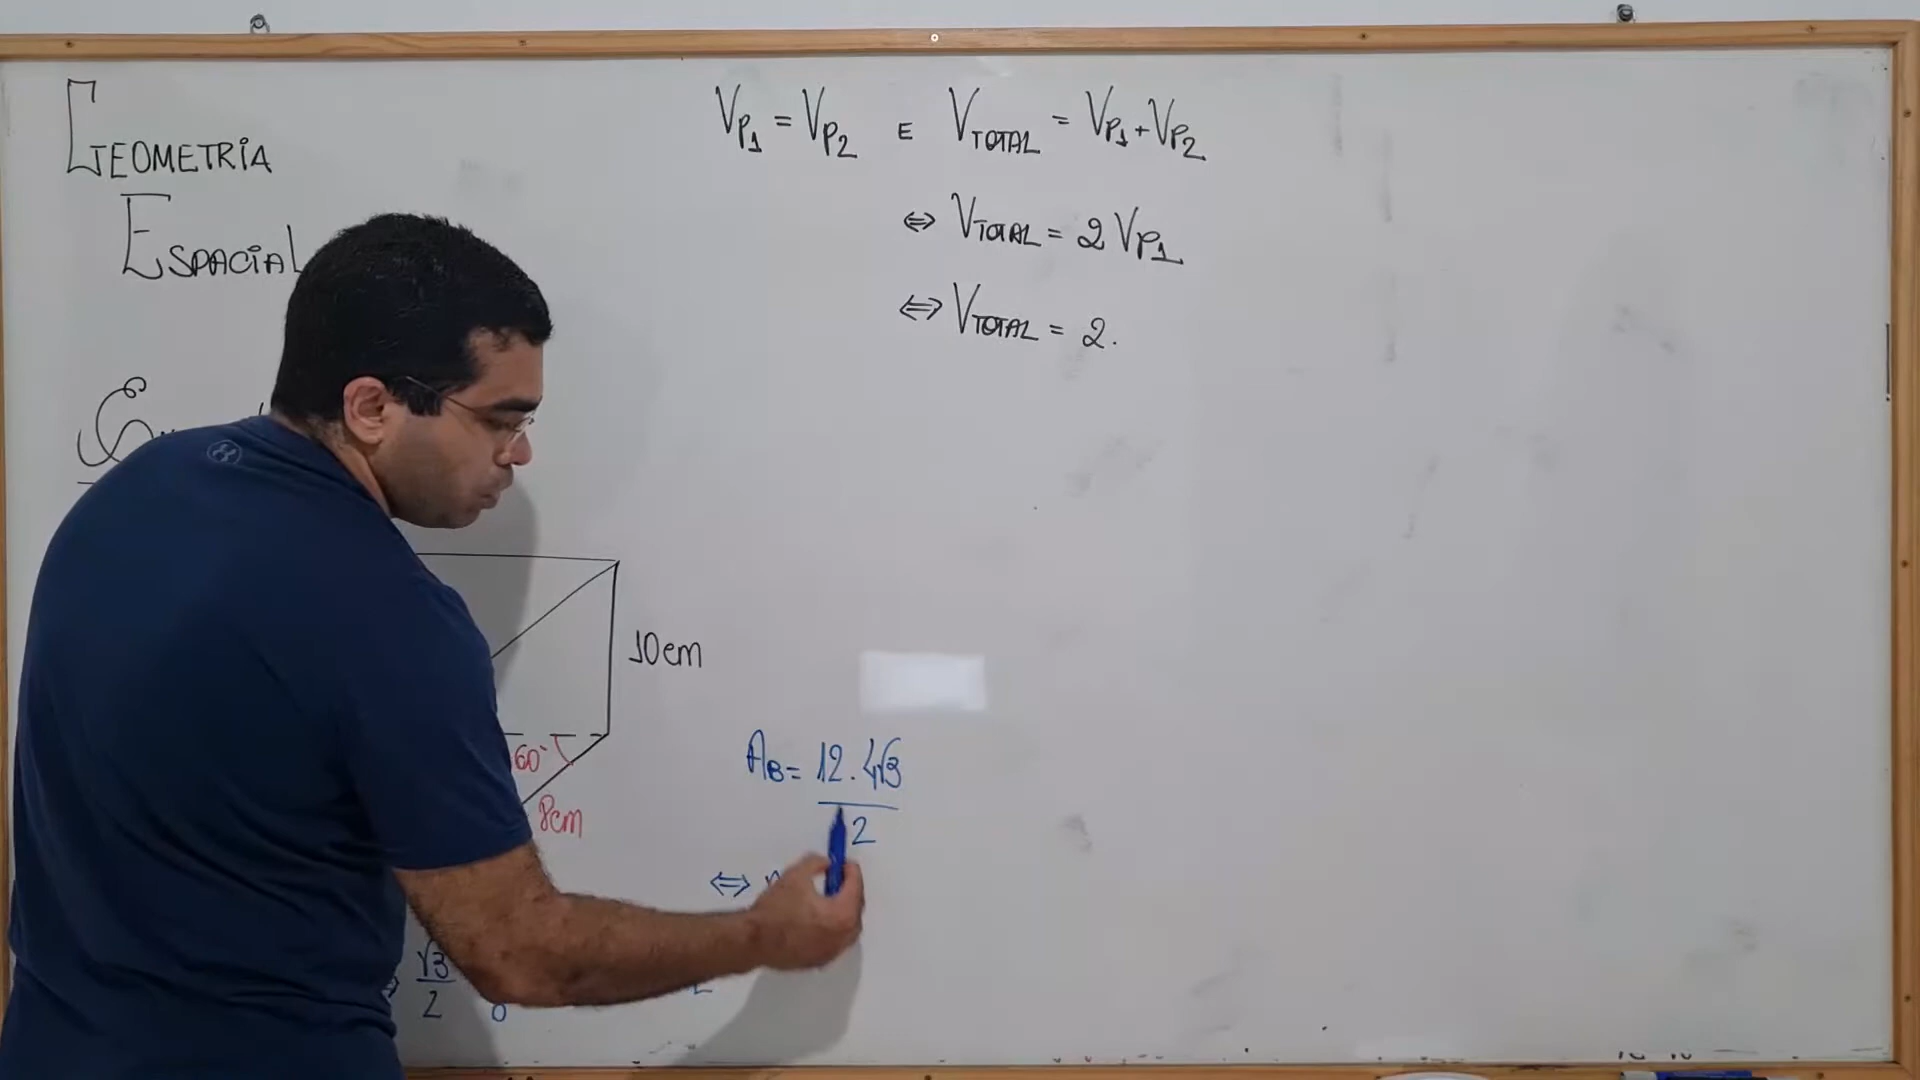 GEOMETRIA
ESPACIAL
V_P1 = V_P2 E V_TOTAL = V_P1 + V_P2
⇔ V_TOTAL = 2 V_P1
⇔ V_TOTAL = 2.
10cm
60°
8cm
A_B = 12.4√3
2
⇔
√3
2